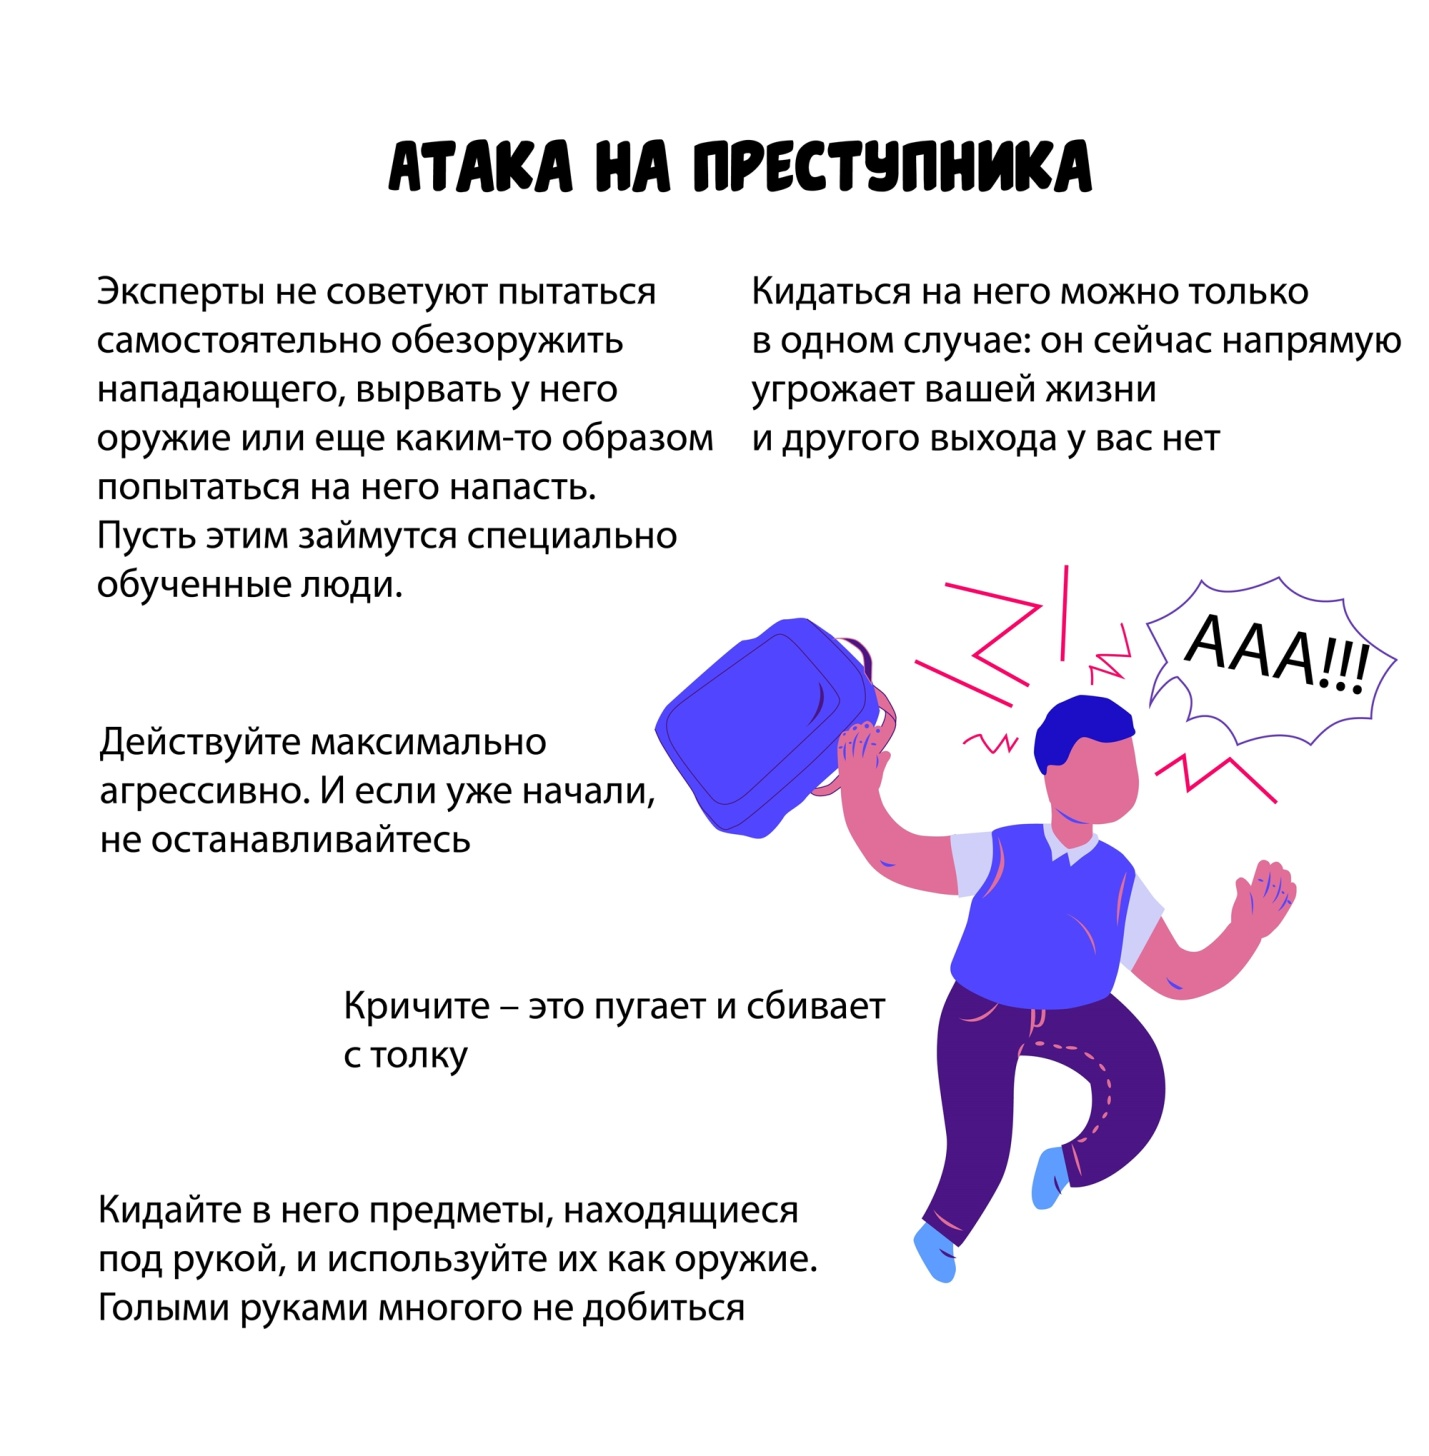 АТАКА НА ПРЕСТУПНИКА
Эксперты не советуют пытаться
самостоятельно обезоружить
нападающего, вырвать у него
оружие или еще каким-то образом
попытаться на него напасть.
Пусть этим займутся специально
обученные люди.
Кидаться на него можно только
в одном случае: он сейчас напрямую
угрожает вашей жизни
и другого выхода у вас нет
ААА!!!
Действуйте максимально
агрессивно. И если уже начали,
не останавливайтесь
Кричите – это пугает и сбивает
с толку
Кидайте в него предметы, находящиеся
под рукой, и используйте их как оружие.
Голыми руками многого не добиться